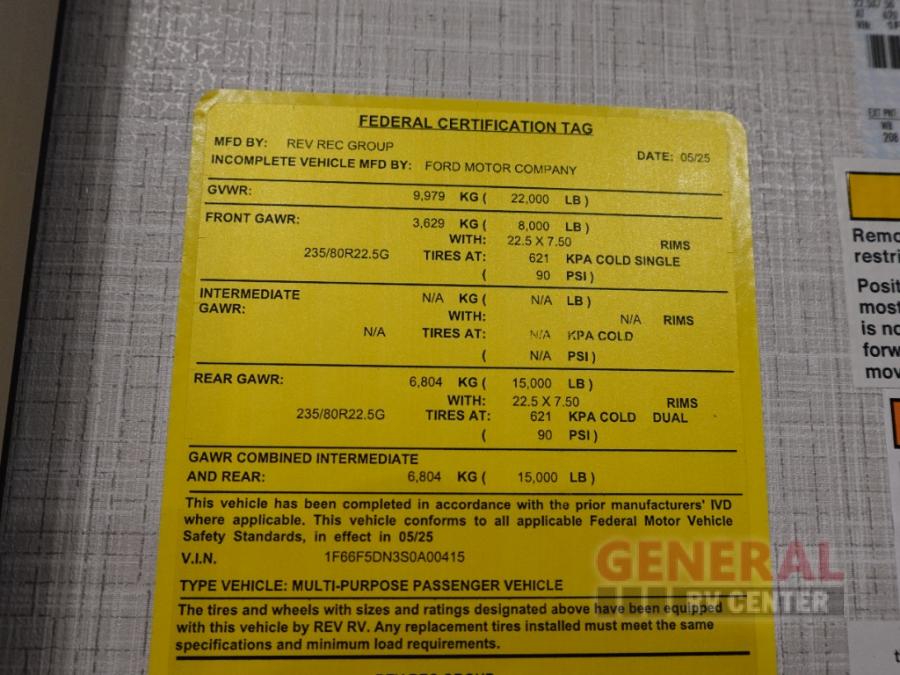 FEDERAL CERTIFICATION TAG
MFD BY: REV REC GROUP DATE: 05/25
INCOMPLETE VEHICLE MFD BY: FORD MOTOR COMPANY
GVWR: 9,979 KG ( 22,000 LB )
FRONT GAWR: 3,629 KG ( 8,000 LB )
WITH: 22.5 X 7.50 RIMS
235/80R22.5G TIRES AT: 621 KPA COLD SINGLE
( 90 PSI )
INTERMEDIATE N/A KG ( N/A LB )
GAWR: WITH: N/A RIMS
N/A TIRES AT: N/A KPA COLD
( N/A PSI )
REAR GAWR: 6,804 KG ( 15,000 LB )
WITH: 22.5 X 7.50 RIMS
235/80R22.5G TIRES AT: 621 KPA COLD DUAL
( 90 PSI )
GAWR COMBINED INTERMEDIATE
AND REAR: 6,804 KG ( 15,000 LB )
This vehicle has been completed in accordance with the prior manufacturers' IVD
where applicable. This vehicle conforms to all applicable Federal Motor Vehicle
Safety Standards, in effect in 05/25
V.I.N. 1F66F5DN3S0A00415
TYPE VEHICLE: MULTI-PURPOSE PASSENGER VEHICLE
The tires and wheels with sizes and ratings designated above have been equipped
with this vehicle by REV RV. Any replacement tires installed must meet the same
specifications and minimum load requirements.
GENERAL
RV CENTER
Remo
restri
Posit
most
is no
forw
mov